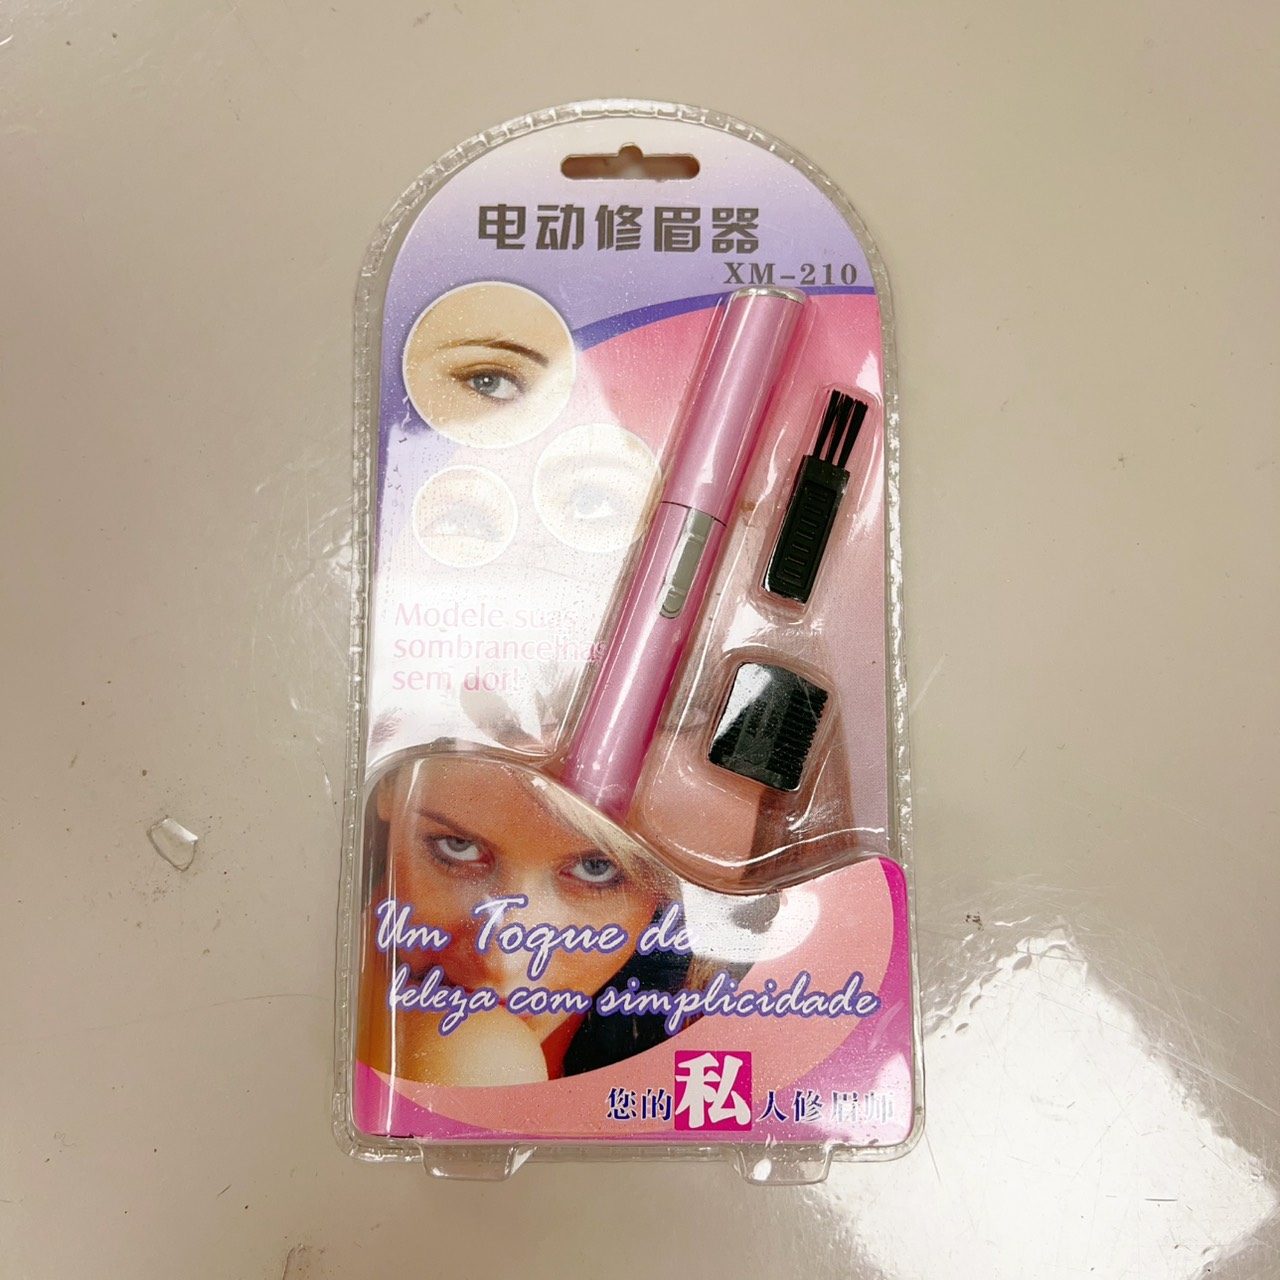 电动修眉器
XM-210
Modele suas
sombrancelhas
sem dor!
Um Toque de
beleza com simplicidade
您的私人修眉师